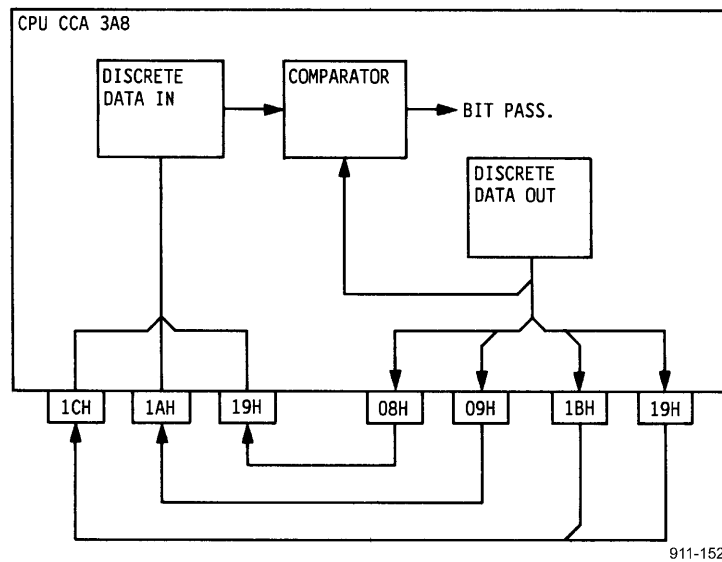 CPU CCA 3A8
DISCRETE
DATA IN
COMPARATOR
BIT PASS.
DISCRETE
DATA OUT
1CH
1AH
19H
08H
09H
1BH
19H
911-152